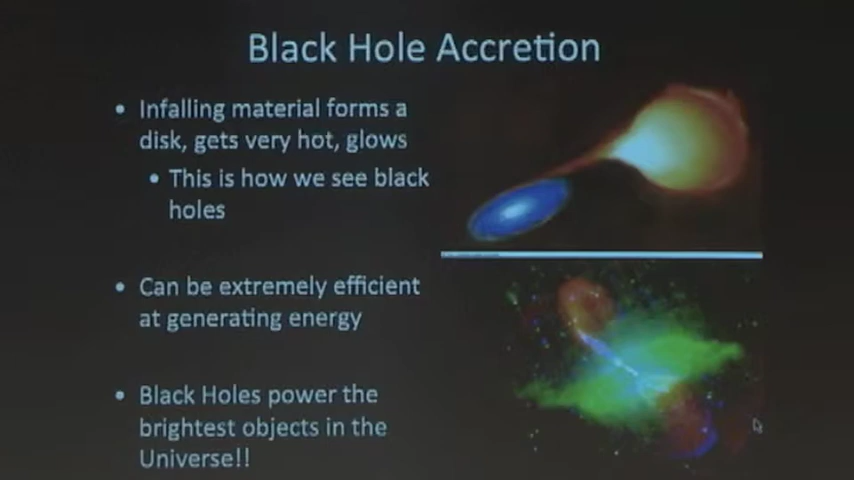 Black Hole Accretion
• Infalling material forms a
disk, gets very hot, glows
• This is how we see black
holes
• Can be extremely efficient
at generating energy
• Black Holes power the
brightest objects in the
Universe!!